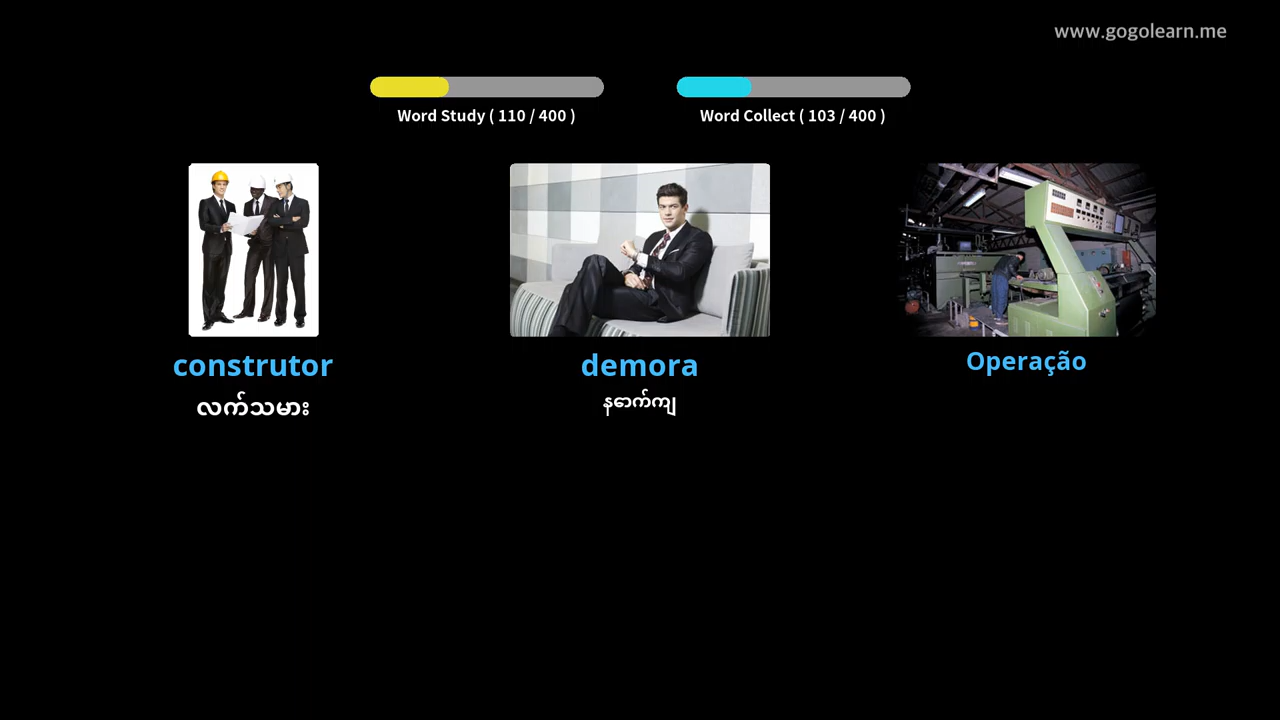 www.gogolearn.me
Word Study ( 110 / 400 )
Word Collect ( 103 / 400 )
construtor
demora
Operação
လက်သမား
နောက်ကျ